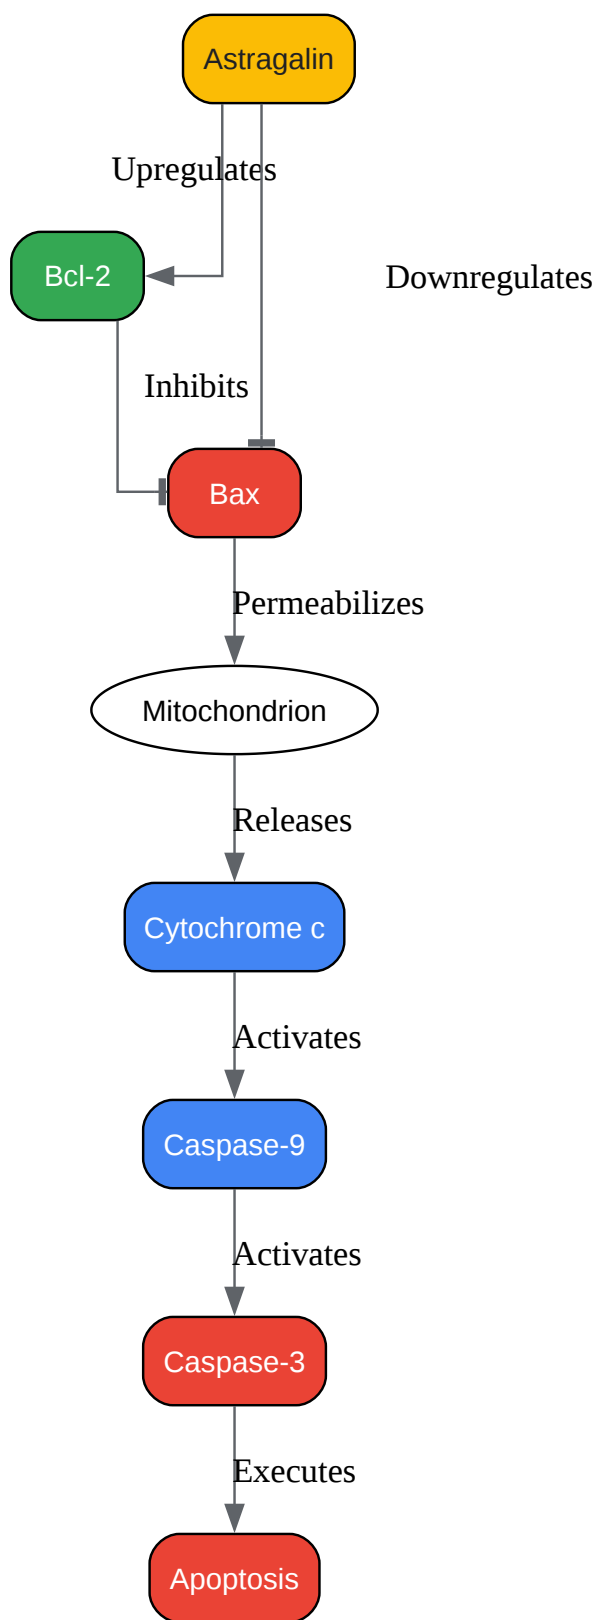 Astragalin
Upregulates
Bcl-2
Downregulates
Inhibits
Bax
Permeabilizes
Mitochondrion
Releases
Cytochrome c
Activates
Caspase-9
Activates
Caspase-3
Executes
Apoptosis